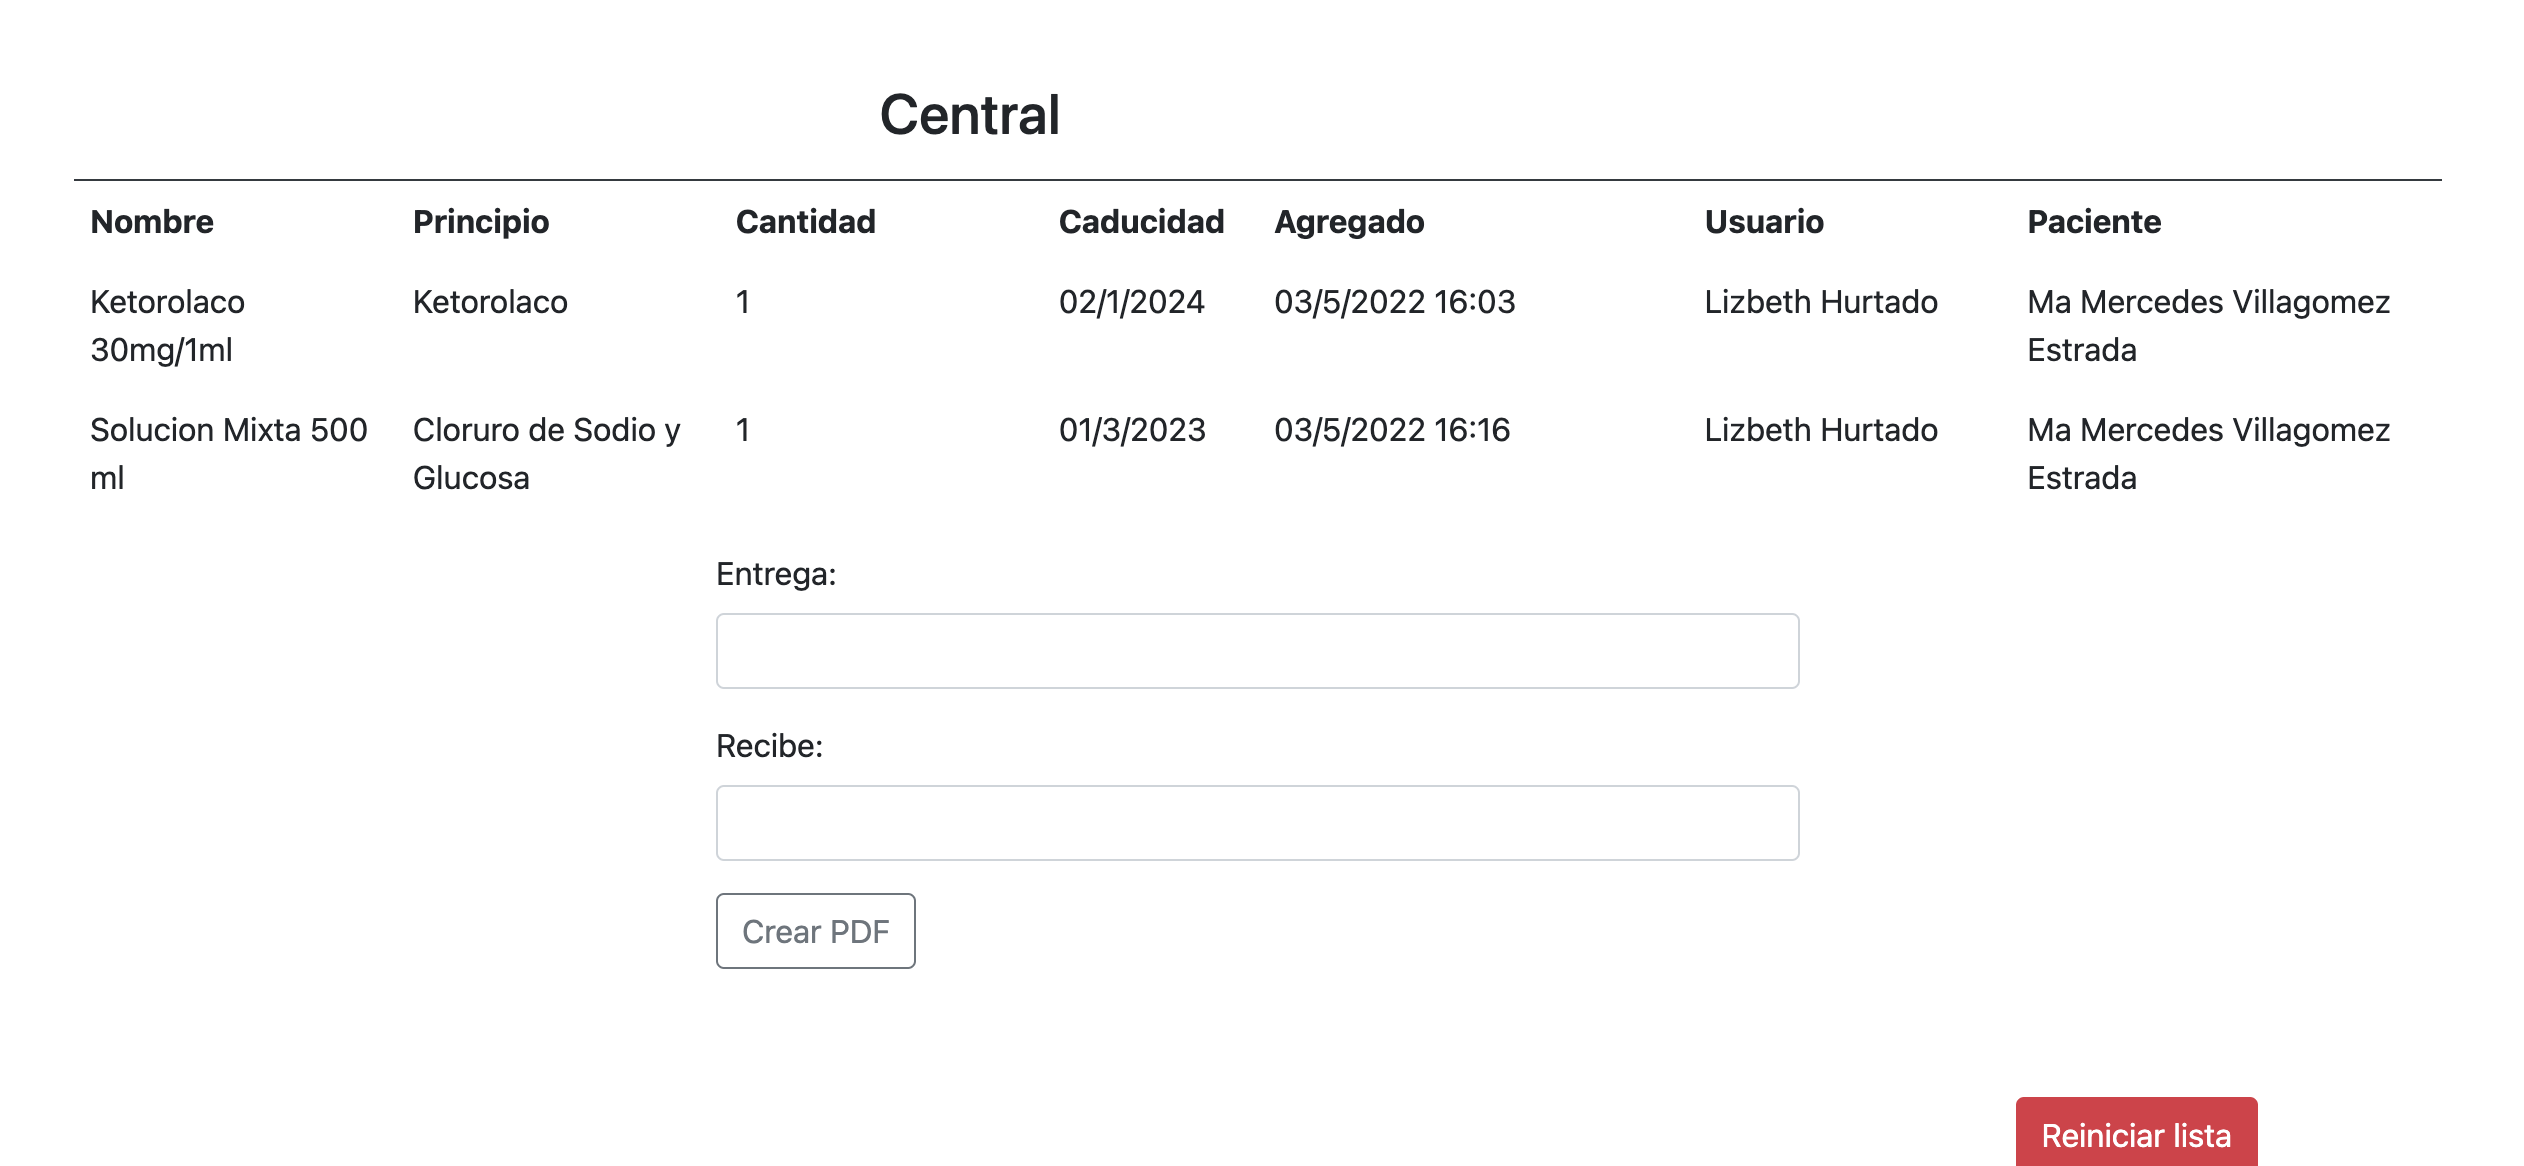 Central
Nombre Principio Cantidad Caducidad Agregado Usuario Paciente
Ketorolaco Ketorolaco 1 02/1/2024 03/5/2022 16:03 Lizbeth Hurtado Ma Mercedes Villagomez
30mg/1ml Estrada
Solucion Mixta 500 Cloruro de Sodio y 1 01/3/2023 03/5/2022 16:16 Lizbeth Hurtado Ma Mercedes Villagomez
ml Glucosa Estrada
Entrega:
Recibe:
Crear PDF
Reiniciar lista